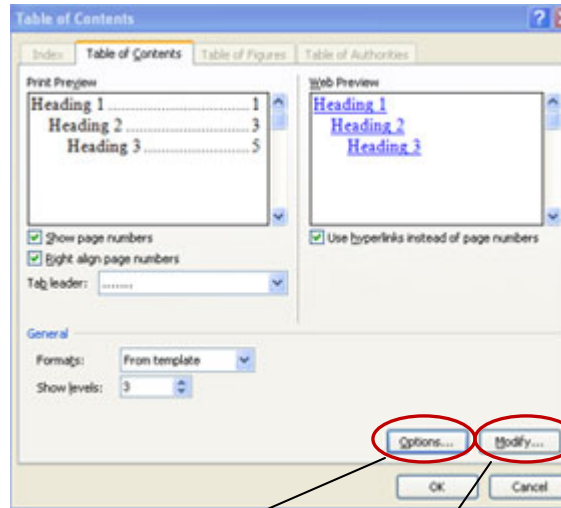 Table of Contents
Index Table of Contents Table of Figures Table of Authorities
Print Preview
Heading 1 ........................ 1
Heading 2 ........................ 3
Heading 3 ........................ 5
Show page numbers
Right align page numbers
Tab leader: .......
Web Preview
Heading 1
Heading 2
Heading 3
Use hyperlinks instead of page numbers
General
Formats: From template
Show levels: 3
Options... Modify...
OK Cancel